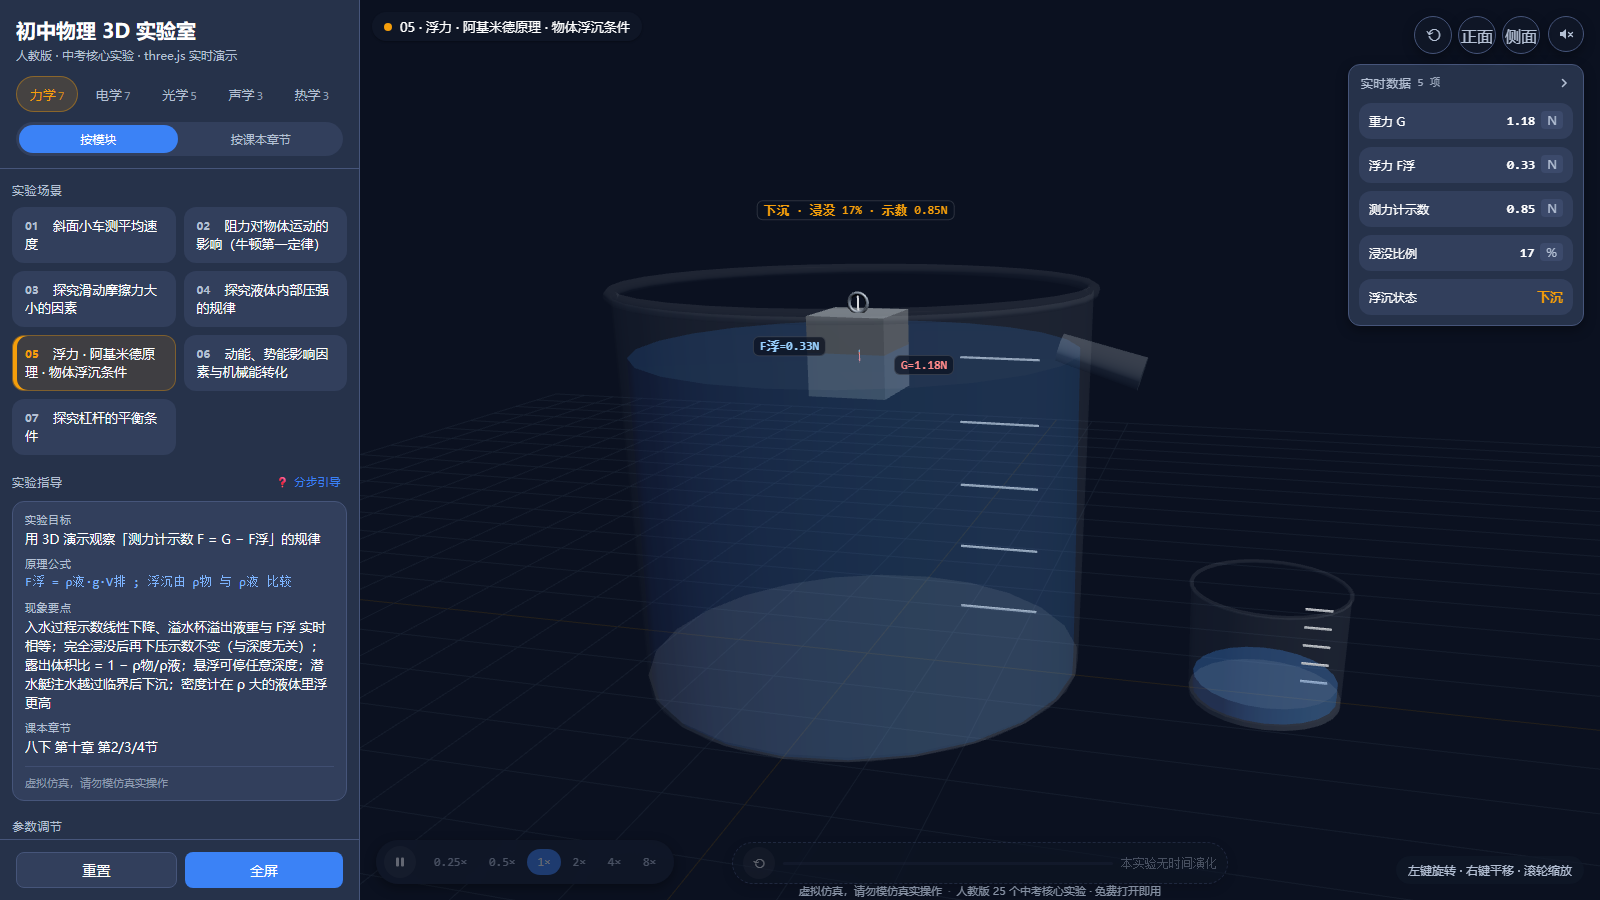 初中物理 3D 实验室
人教版 · 中考核心实验 · three.js 实时演示
力学 7 电学 7 光学 5 声学 3 热学 3
按模块 按课本章节
实验场景
01 斜面小车测平均速度
02 阻力对物体运动的影响（牛顿第一定律）
03 探究滑动摩擦力大小的因素
04 探究液体内部压强的规律
05 浮力 · 阿基米德原理 · 物体浮沉条件
06 动能、势能影响因素与机械能转化
07 探究杠杆的平衡条件
实验指导 ❓ 分步引导
实验目标
用 3D 演示观察「测力计示数 F = G − F浮」的规律
原理公式
F浮 = ρ液·g·V排 ; 浮沉由 ρ物 与 ρ液 比较
现象要点
入水过程示数线性下降、溢水杯溢出液重与 F浮 实时
相等；完全浸没后再下压示数不变（与深度无关）；
露出体积比 = 1 − ρ物/ρ液；悬浮可停任意深度；潜
水艇注水越过临界后下沉；密度计在 ρ 大的液体里浮
更高
课本章节
八下 第十章 第2/3/4节
虚拟仿真，请勿模仿真实操作
参数调节
重置 全屏
05 · 浮力 · 阿基米德原理 · 物体浮沉条件
正面 侧面
下沉 · 浸没 17% · 示数 0.85N
F浮=0.33N
G=1.18N
实时数据 5 项
重力 G 1.18 N
浮力 F浮 0.33 N
测力计示数 0.85 N
浸没比例 17 %
浮沉状态 下沉
0.25× 0.5× 1× 2× 4× 8×
本实验无时间演化
左键旋转 · 右键平移 · 滚轮缩放
虚拟仿真，请勿模仿真实操作 · 人教版 25 个中考核心实验 · 免费打开即用